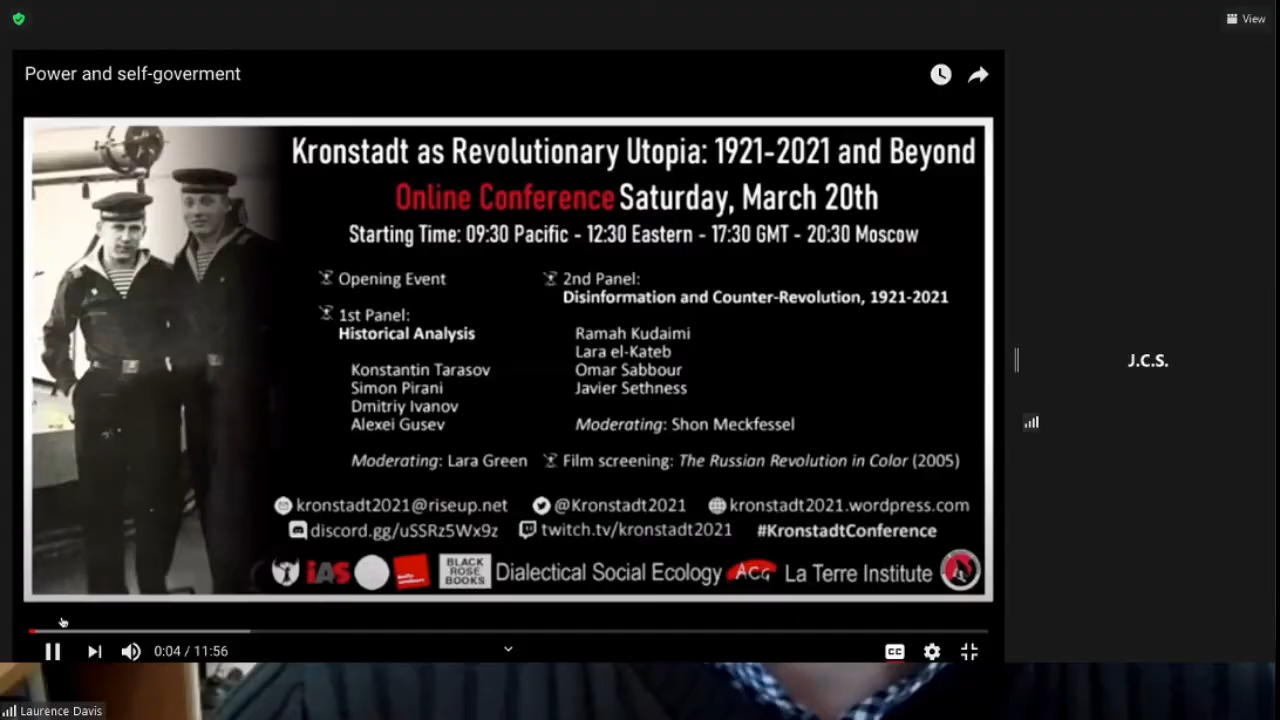 View
Power and self-goverment
Kronstadt as Revolutionary Utopia: 1921-2021 and Beyond
Online Conference Saturday, March 20th
Starting Time: 09:30 Pacific - 12:30 Eastern - 17:30 GMT - 20:30 Moscow
Opening Event
1st Panel:
Historical Analysis
Konstantin Tarasov
Simon Pirani
Dmitriy Ivanov
Alexei Gusev
Moderating: Lara Green
2nd Panel:
Disinformation and Counter-Revolution, 1921-2021
Ramah Kudaimi
Lara el-Kateb
Omar Sabbour
Javier Sethness
Moderating: Shon Meckfessel
Film screening: The Russian Revolution in Color (2005)
kronstadt2021@riseup.net @Kronstadt2021 kronstadt2021.wordpress.com
discord.gg/uSSRz5Wx9z twitch.tv/kronstadt2021 #KronstadtConference
iAS BLACK ROSE BOOKS Dialectical Social Ecology ACG La Terre Institute
J.C.S.
0:04 / 11:56
CC
Laurence Davis